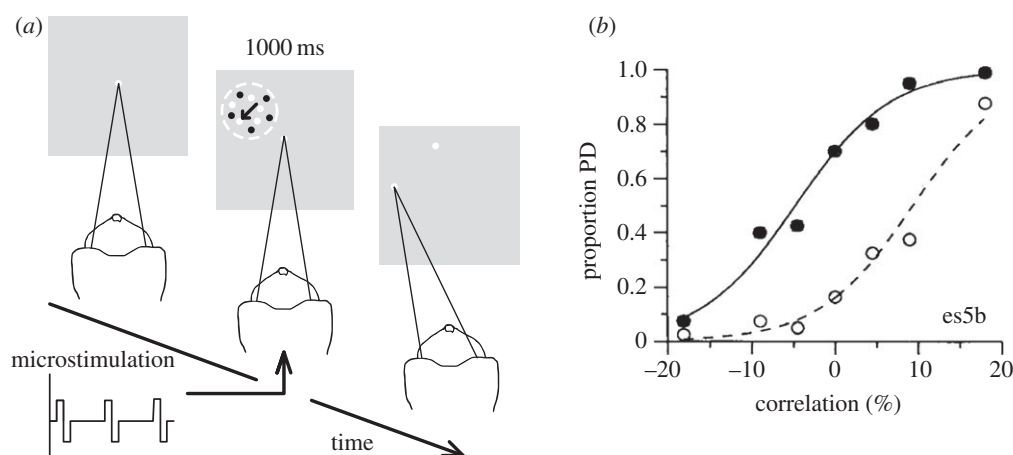 (a)
1000 ms
microstimulation
time
(b)
proportion PD
1.0
0.8
0.6
0.4
0.2
0
–20
–10
0
10
20
es5b
correlation (%)